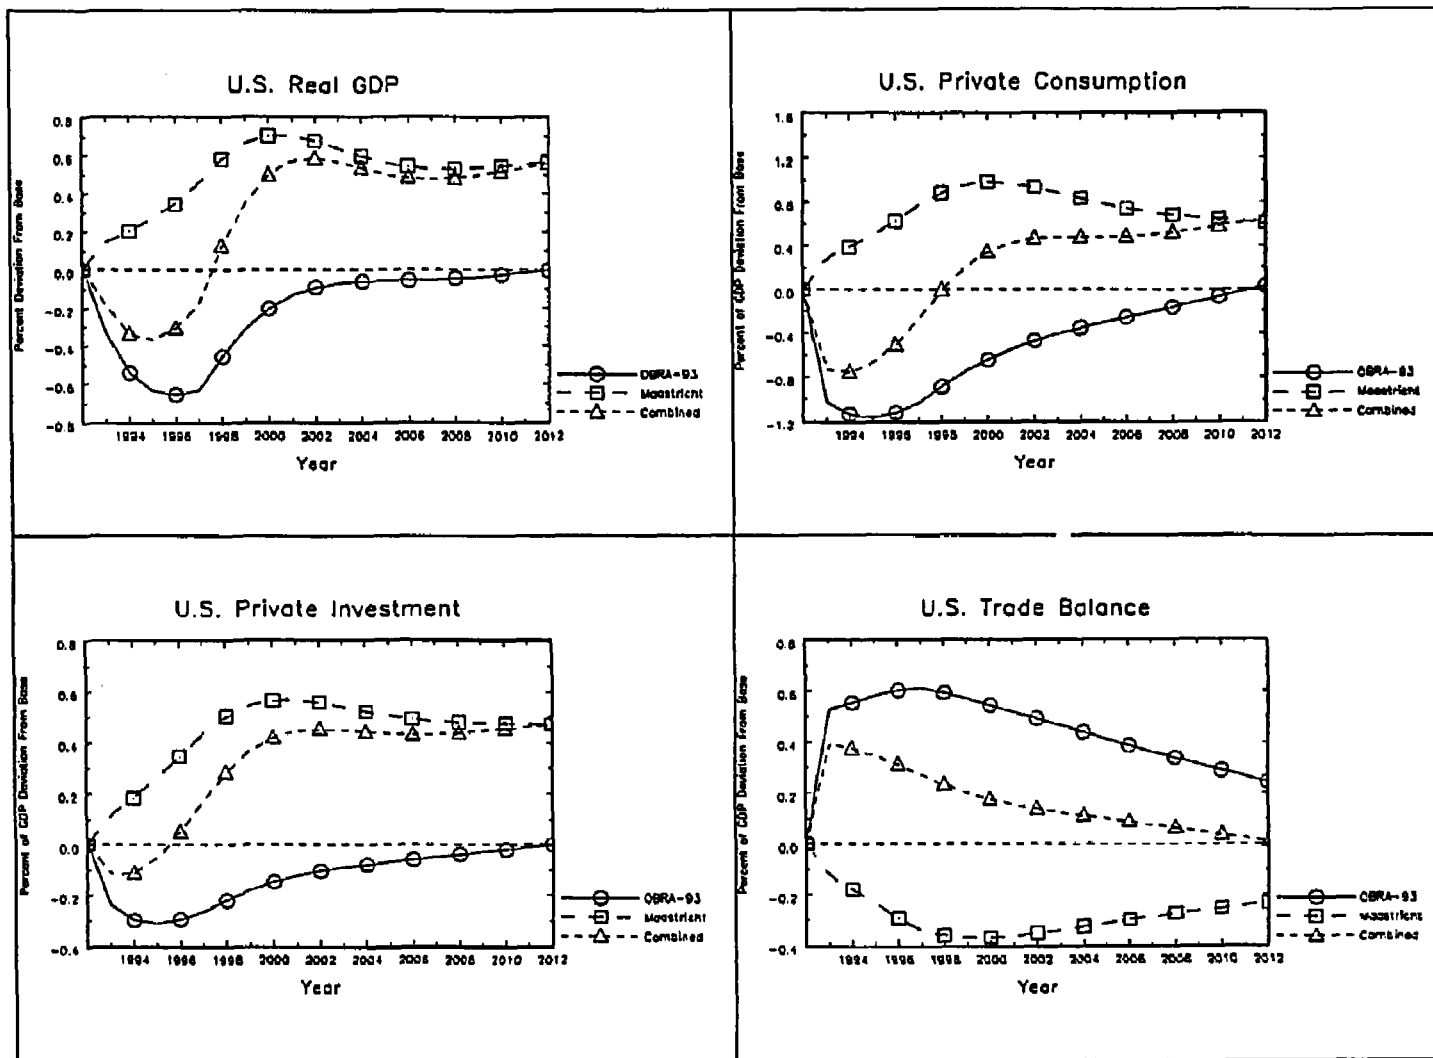 U.S. Real GDP
Percent Deviation From Base
0.8
0.6
0.4
0.2
0.0
-0.2
-0.4
-0.6
-0.8
1994 1996 1998 2000 2002 2004 2006 2008 2010 2012
Year
OBRA-93
Maastricht
Combined
U.S. Private Consumption
Percent of GDP Deviation From Base
1.6
1.2
0.8
0.4
0.0
-0.4
-0.8
-1.2
1994 1996 1998 2000 2002 2004 2006 2008 2010 2012
Year
OBRA-93
Maastricht
Combined
U.S. Private Investment
Percent of GDP Deviation From Base
0.8
0.6
0.4
0.2
0.0
-0.2
-0.4
1994 1996 1998 2000 2002 2004 2006 2008 2010 2012
Year
OBRA-93
Maastricht
Combined
U.S. Trade Balance
Percent of GDP Deviation From Base
0.8
0.6
0.4
0.2
0.0
-0.2
-0.4
1994 1996 1998 2000 2002 2004 2006 2008 2010 2012
Year
OBRA-93
Maastricht
Combined